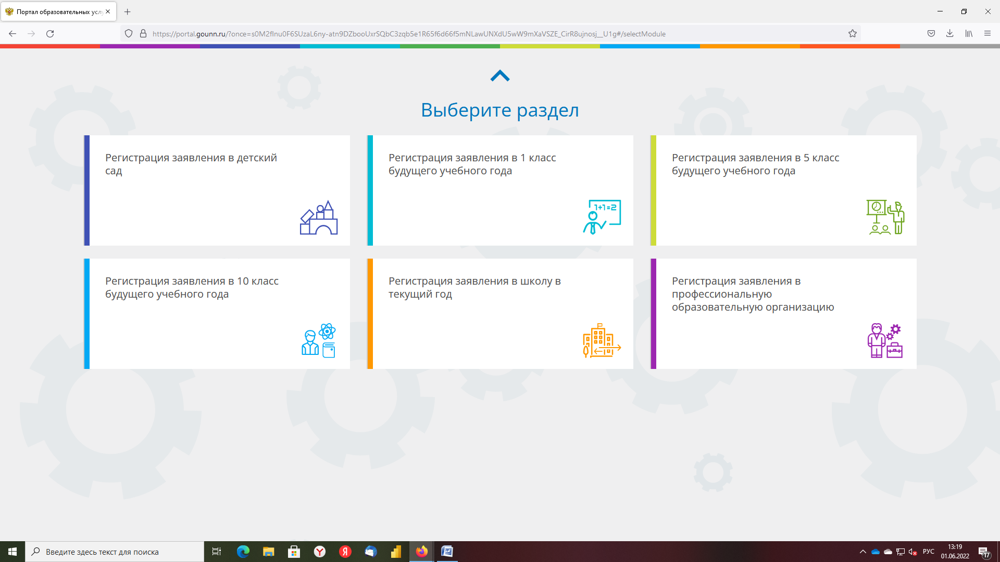 Портал образовательных услу
https://portal.gounn.ru/?once=s0M2fInu0F6SUzaL6ny-atn9DZbooUxrSQbC3zqb5e1R65f6d66f5mNLawUNXdU5wW9mXaVSZE_CirR8ujnosj__U1g#/selectModule
Выберите раздел
Регистрация заявления в детский
сад
Регистрация заявления в 1 класс
будущего учебного года
1+1=2
Регистрация заявления в 5 класс
будущего учебного года
Регистрация заявления в 10 класс
будущего учебного года
Регистрация заявления в школу в
текущий год
Регистрация заявления в
профессиональную
образовательную организацию
Введите здесь текст для поиска
РУС
13:19
01.06.2022
17